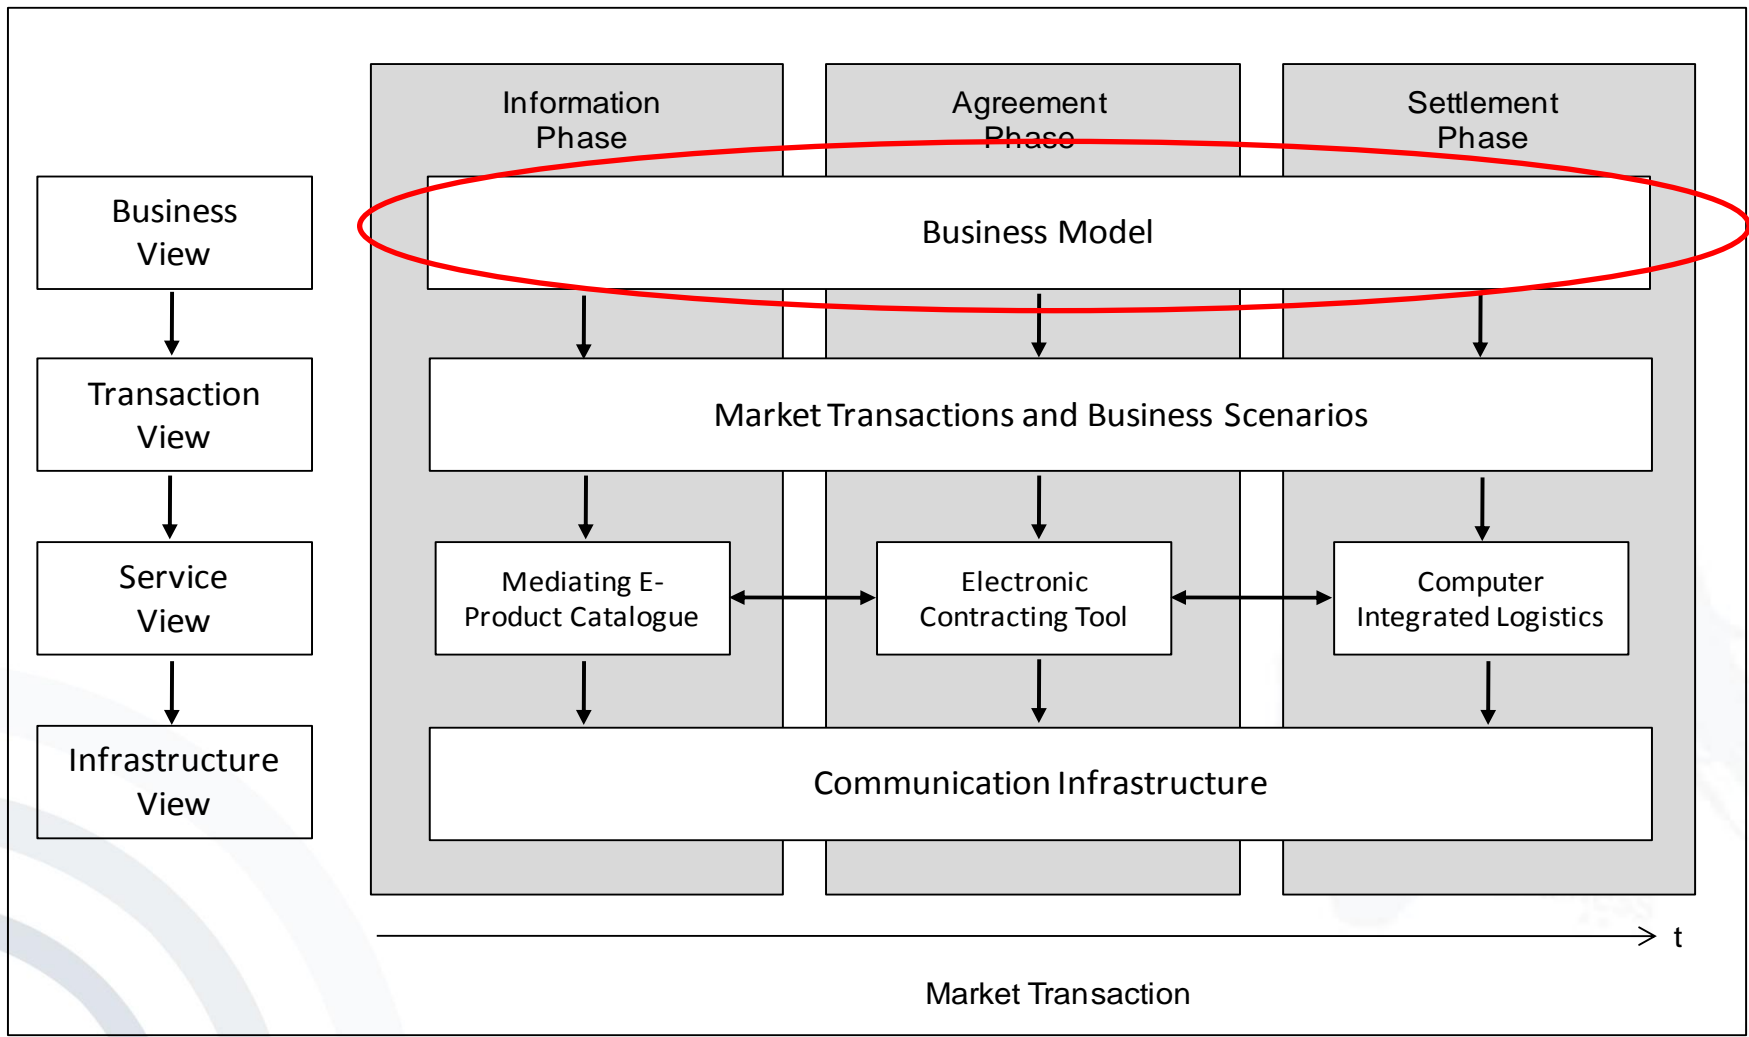 Information
Phase
Agreement
Phase
Settlement
Phase
Business
View
Business Model
Transaction
View
Market Transactions and Business Scenarios
Service
View
Mediating E-
Product Catalogue
Electronic
Contracting Tool
Computer
Integrated Logistics
Infrastructure
View
Communication Infrastructure
t
Market Transaction